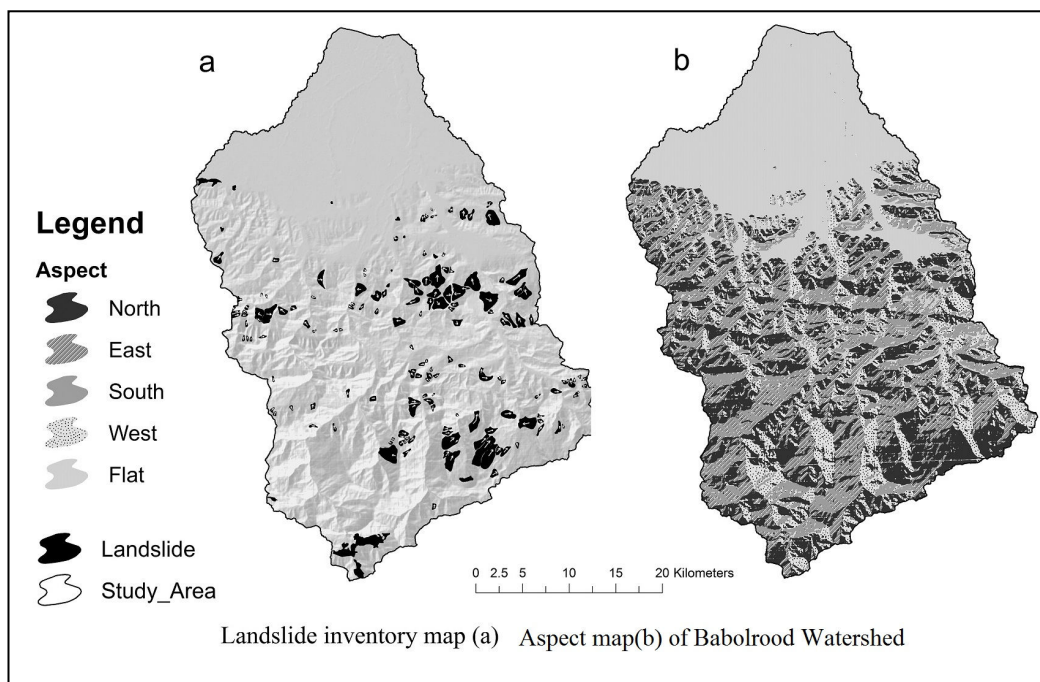 a
b
Legend
Aspect
North
East
South
West
Flat
Landslide
Study_Area
0 2.5 5 10 15 20 Kilometers
Landslide inventory map (a) Aspect map(b) of Babolrood Watershed